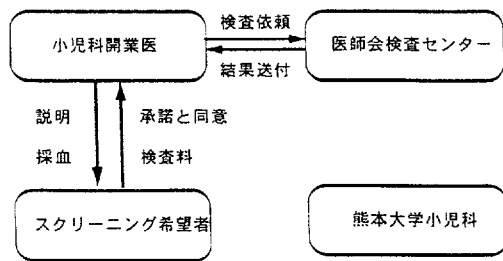 検査依頼
小児科開業医
医師会検査センター
結果送付
説明
承諾と同意
採血
検査料
スクリーニング希望者
熊本大学小児科